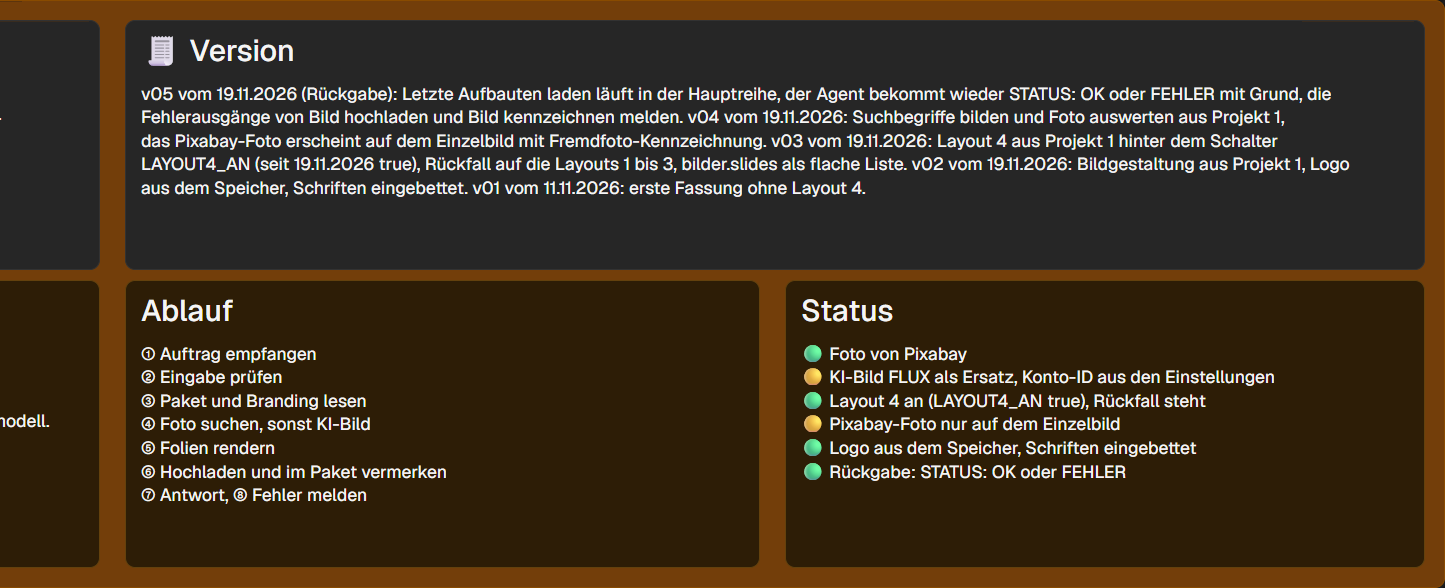 Version
v05 vom 19.11.2026 (Rückgabe): Letzte Aufbauten laden läuft in der Hauptreihe, der Agent bekommt wieder STATUS: OK oder FEHLER mit Grund, die
Fehlerausgänge von Bild hochladen und Bild kennzeichnen melden. v04 vom 19.11.2026: Suchbegriffe bilden und Foto auswerten aus Projekt 1,
das Pixabay-Foto erscheint auf dem Einzelbild mit Fremdfoto-Kennzeichnung. v03 vom 19.11.2026: Layout 4 aus Projekt 1 hinter dem Schalter
LAYOUT4_AN (seit 19.11.2026 true), Rückfall auf die Layouts 1 bis 3, bilder.slides als flache Liste. v02 vom 19.11.2026: Bildgestaltung aus Projekt 1, Logo
aus dem Speicher, Schriften eingebettet. v01 vom 11.11.2026: erste Fassung ohne Layout 4.
nodell.
Ablauf
① Auftrag empfangen
② Eingabe prüfen
③ Paket und Branding lesen
④ Foto suchen, sonst KI-Bild
⑤ Folien rendern
⑥ Hochladen und im Paket vermerken
⑦ Antwort, ⑧ Fehler melden
Status
Foto von Pixabay
KI-Bild FLUX als Ersatz, Konto-ID aus den Einstellungen
Layout 4 an (LAYOUT4_AN true), Rückfall steht
Pixabay-Foto nur auf dem Einzelbild
Logo aus dem Speicher, Schriften eingebettet
Rückgabe: STATUS: OK oder FEHLER